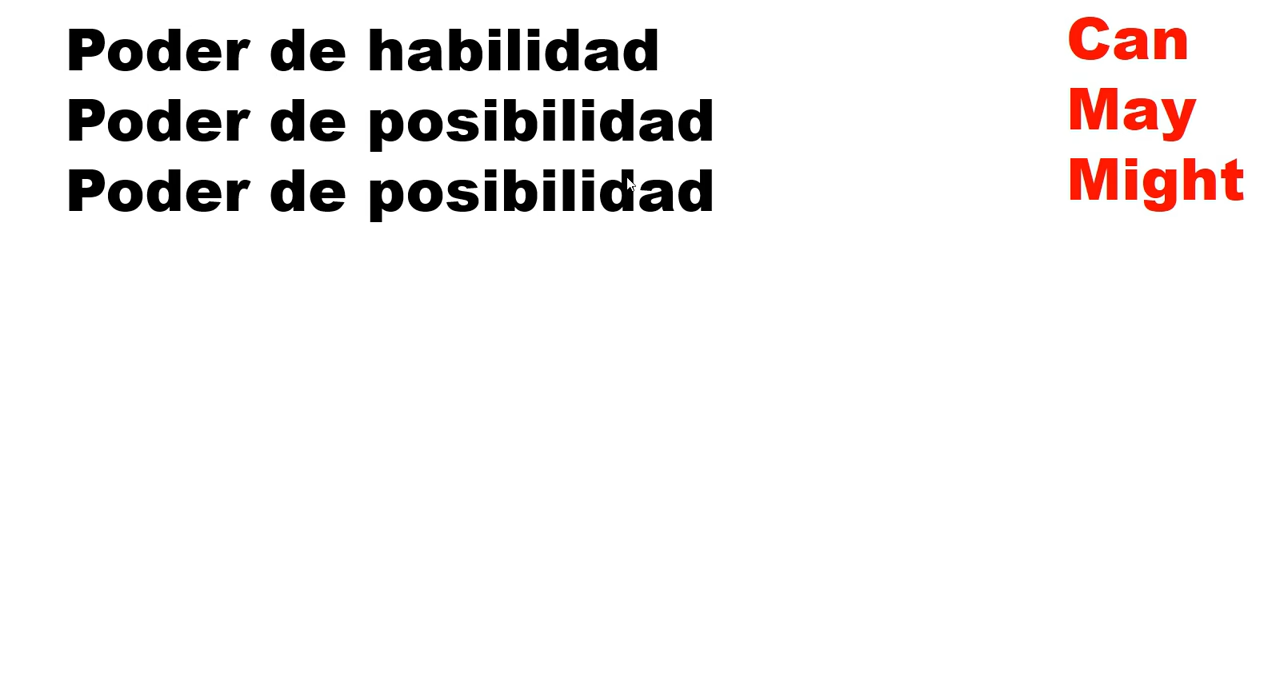 Poder de habilidad Can
Poder de posibilidad May
Poder de posibilidad Might